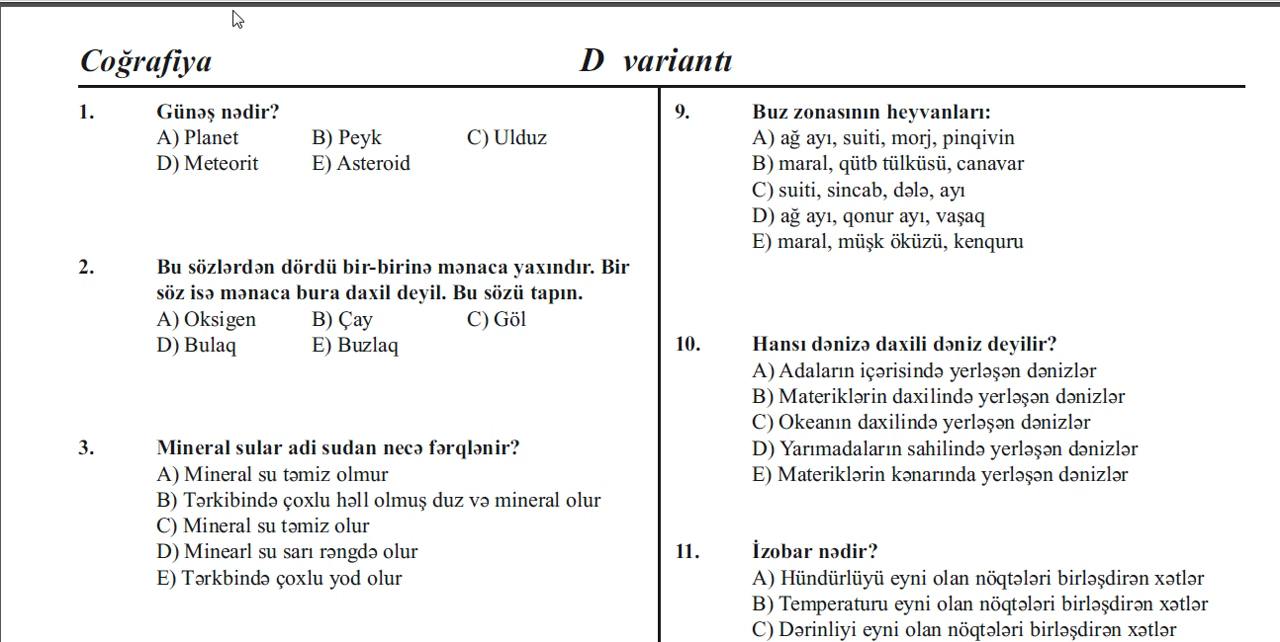 Coğrafiya D variantı
1. Günəş nədir?
A) Planet B) Peyk C) Ulduz
D) Meteorit E) Asteroid
2. Bu sözlərdən dördü bir-birinə mənaca yaxındır. Bir
söz isə mənaca bura daxil deyil. Bu sözü tapın.
A) Oksigen B) Çay C) Göl
D) Bulaq E) Buzlaq
3. Mineral sular adi sudan necə fərqlənir?
A) Mineral su təmiz olmur
B) Tərkibində çoxlu həll olmuş duz və mineral olur
C) Mineral su təmiz olur
D) Minearl su sarı rəngdə olur
E) Tərkbində çoxlu yod olur
9. Buz zonasının heyvanları:
A) ağ ayı, suiti, morj, pinqivin
B) maral, qütb tülküsü, canavar
C) suiti, sincab, dələ, ayı
D) ağ ayı, qonur ayı, vaşaq
E) maral, müşk öküzü, kenquru
10. Hansı dənizə daxili dəniz deyilir?
A) Adaların içərisində yerləşən dənizlər
B) Materiklərin daxilində yerləşən dənizlər
C) Okeanın daxilində yerləşən dənizlər
D) Yarımadaların sahilində yerləşən dənizlər
E) Materiklərin kənarında yerləşən dənizlər
11. İzobar nədir?
A) Hündürlüyü eyni olan nöqtələri birləşdirən xətlər
B) Temperaturu eyni olan nöqtələri birləşdirən xətlər
C) Dərinliyi eyni olan nöqtələri birləşdirən xətlər